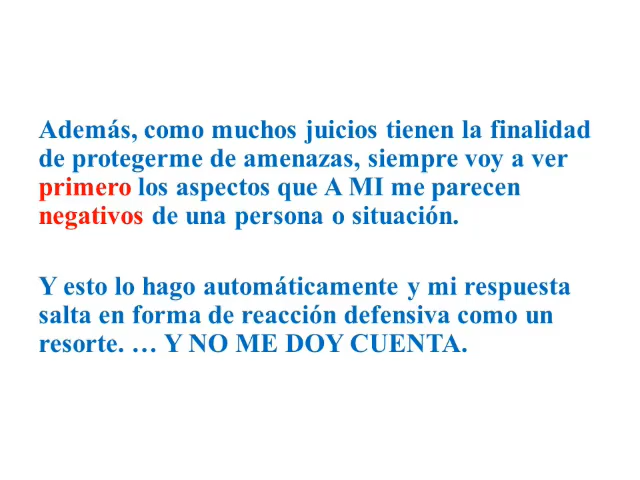 Además, como muchos juicios tienen la finalidad
de protegerme de amenazas, siempre voy a ver
primero los aspectos que A MI me parecen
negativos de una persona o situación.
Y esto lo hago automáticamente y mi respuesta
salta en forma de reacción defensiva como un
resorte. … Y NO ME DOY CUENTA.